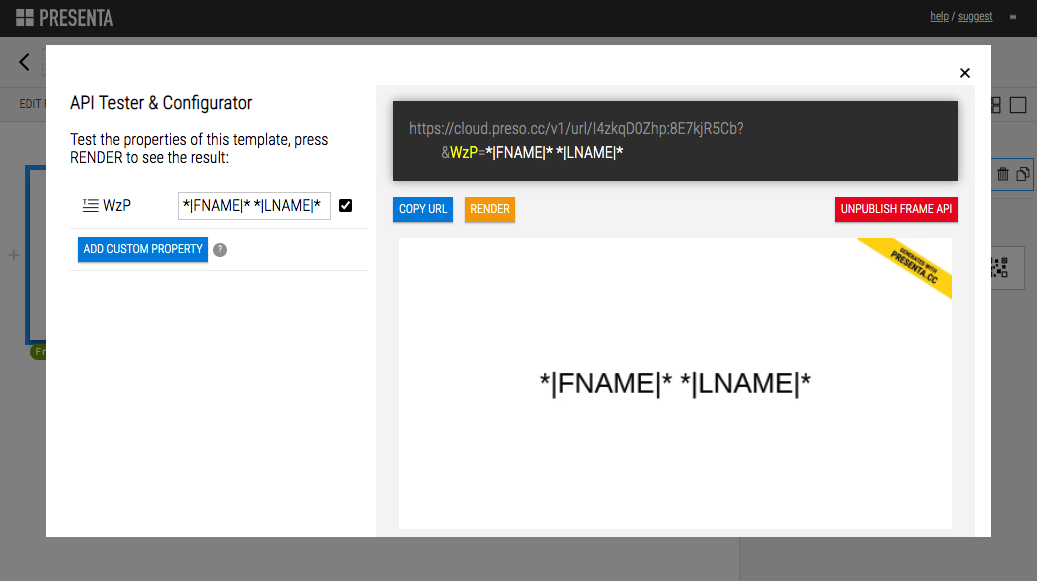 PRESENTA
help / suggest
EDIT
API Tester & Configurator
Test the properties of this template, press
RENDER to see the result:
WzP
*|FNAME|* *|LNAME|*
ADD CUSTOM PROPERTY ?
https://cloud.preso.cc/v1/url/I4zkqD0Zhp:8E7kjR5Cb?
&WzP=*|FNAME|* *|LNAME|*
COPY URL
RENDER
UNPUBLISH FRAME API
GENERATED WITH
PRESENTA.CC
*|FNAME|* *|LNAME|*